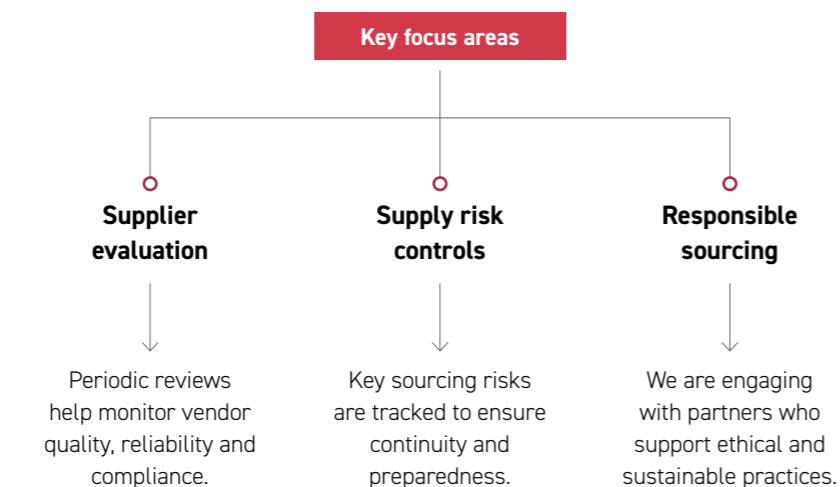 Key focus areas
Supplier
evaluation
Periodic reviews
help monitor vendor
quality, reliability and
compliance.
Supply risk
controls
Key sourcing risks
are tracked to ensure
continuity and
preparedness.
Responsible
sourcing
We are engaging
with partners who
support ethical and
sustainable practices.